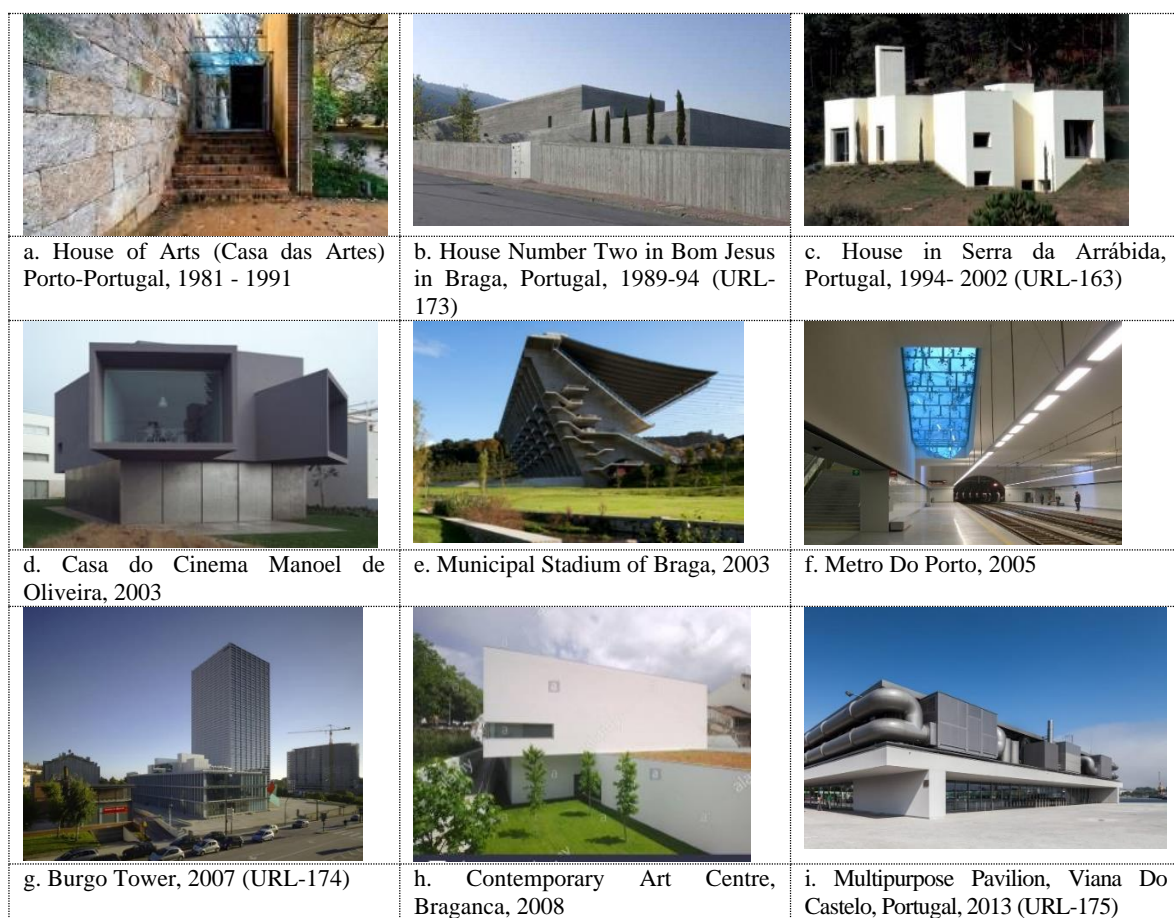 a. House of Arts (Casa das Artes)
Porto-Portugal, 1981 - 1991
b. House Number Two in Bom Jesus
in Braga, Portugal, 1989-94 (URL-
173)
c. House in Serra da Arrábida,
Portugal, 1994- 2002 (URL-163)
d. Casa do Cinema Manoel de
Oliveira, 2003
e. Municipal Stadium of Braga, 2003
f. Metro Do Porto, 2005
g. Burgo Tower, 2007 (URL-174)
a
a
a
a
h. Contemporary Art Centre,
Braganca, 2008
i. Multipurpose Pavilion, Viana Do
Castelo, Portugal, 2013 (URL-175)